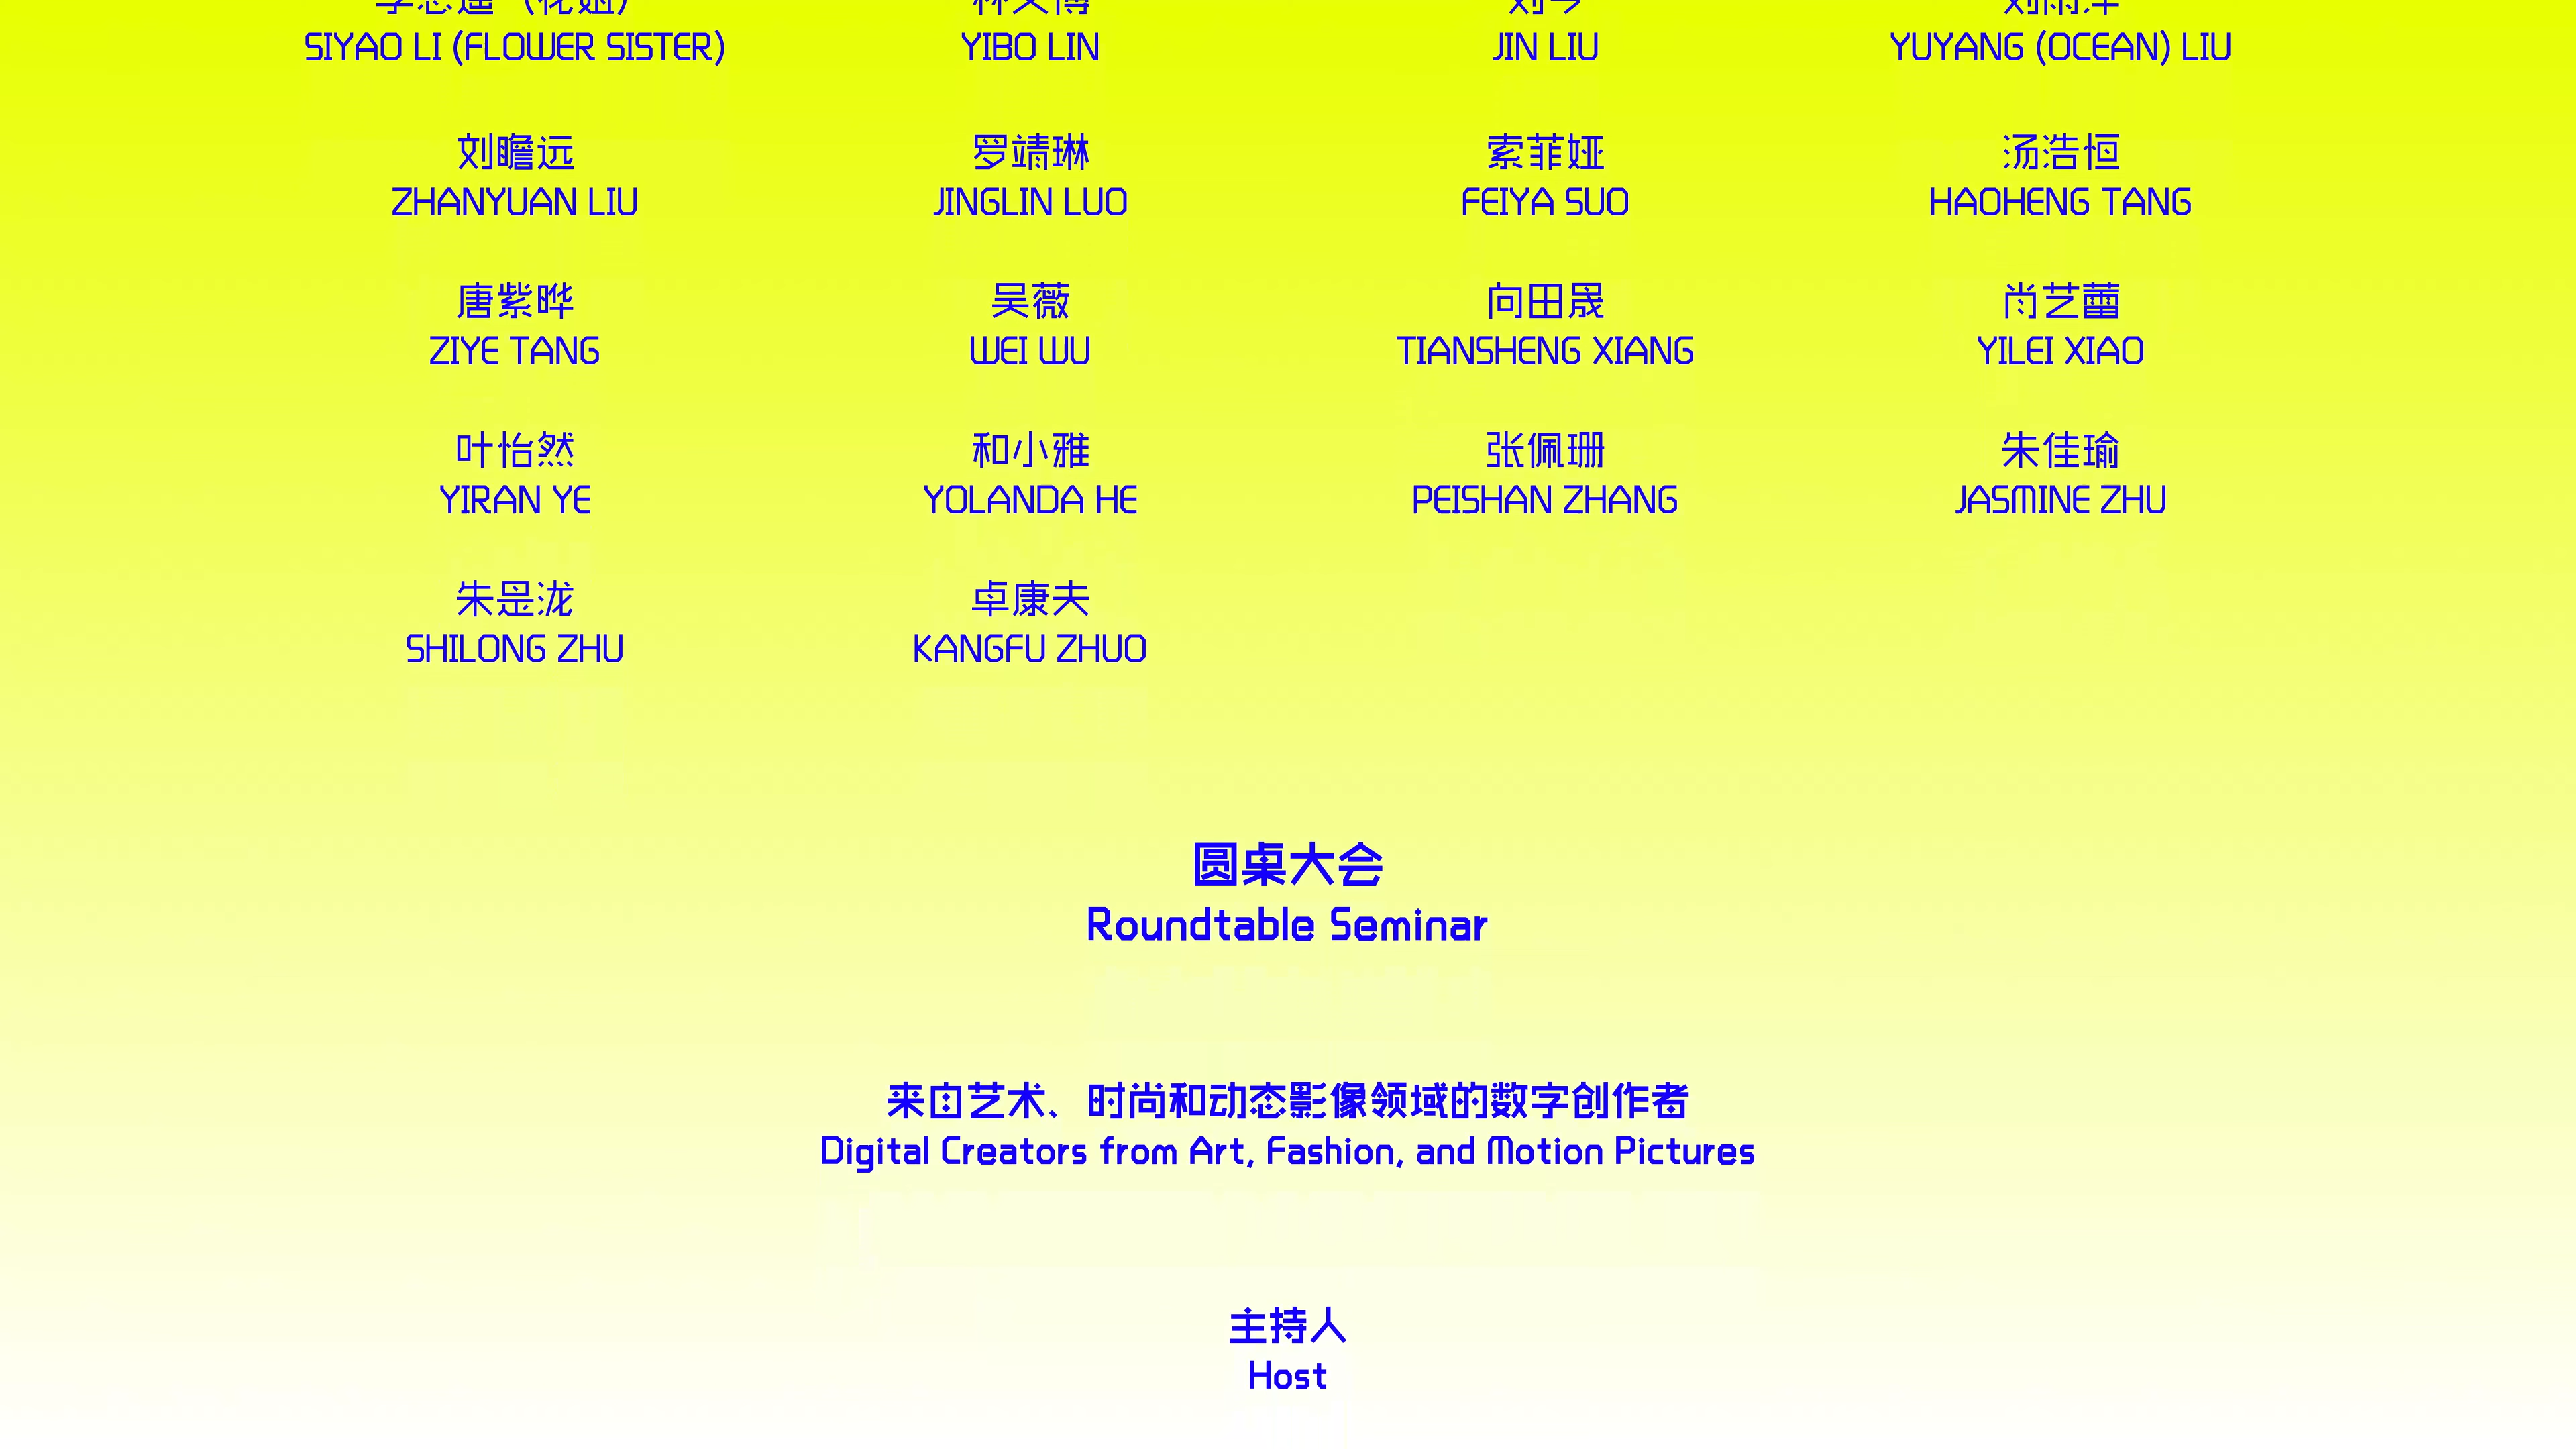 SIYAO LI (FLOWER SISTER) YIBO LIN JIN LIU YUYANG (OCEAN) LIU
刘瞻远 罗靖琳 索菲娅 汤浩恒
ZHANYUAN LIU JINGLIN LUO FEIYA SUO HAOHENG TANG
唐紫晔 吴薇 向田晟 肖艺蕾
ZIYE TANG WEI WU TIANSHENG XIANG YILEI XIAO
叶怡然 和小雅 张佩珊 朱佳瑜
YIRAN YE YOLANDA HE PEISHAN ZHANG JASMINE ZHU
朱是泷 卓康夫
SHILONG ZHU KANGFU ZHUO
圆桌大会
Roundtable Seminar
来自艺术、时尚和动态影像领域的数字创作者
Digital Creators from Art, Fashion, and Motion Pictures
主持人
Host